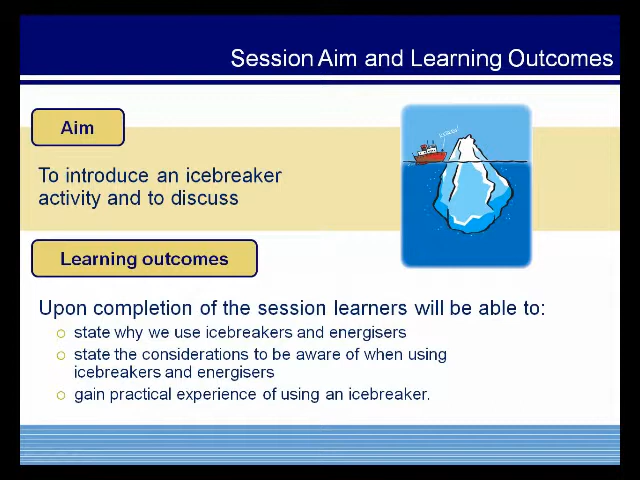 Session Aim and Learning Outcomes
Aim
To introduce an icebreaker
activity and to discuss
Learning outcomes
Upon completion of the session learners will be able to:
state why we use icebreakers and energisers
state the considerations to be aware of when using
icebreakers and energisers
gain practical experience of using an icebreaker.